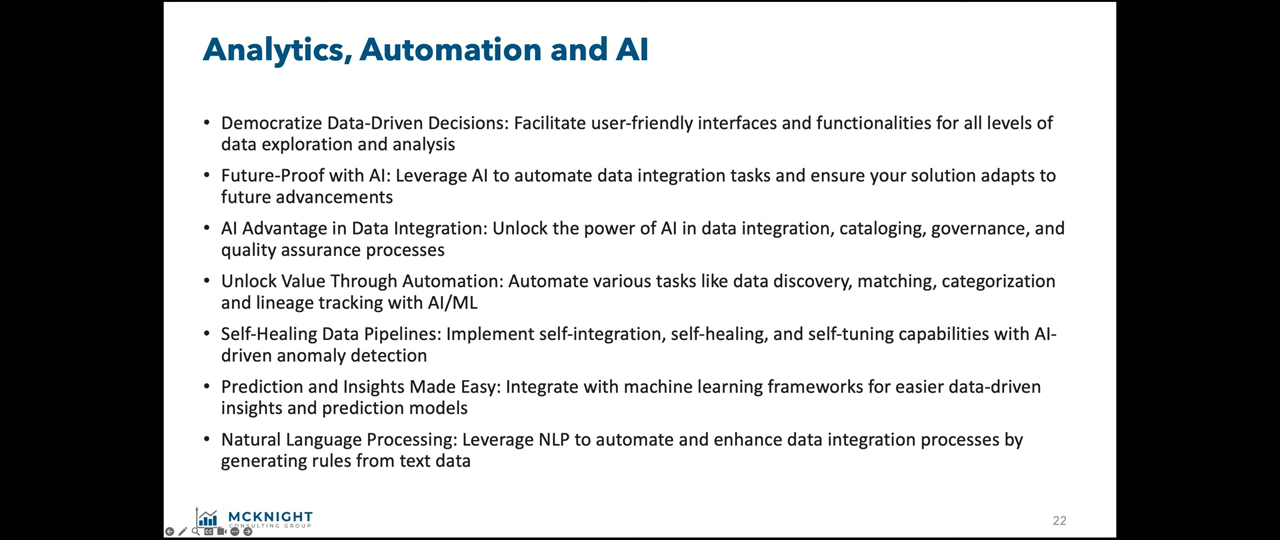 Analytics, Automation and AI
• Democratize Data-Driven Decisions: Facilitate user-friendly interfaces and functionalities for all levels of
data exploration and analysis
• Future-Proof with AI: Leverage AI to automate data integration tasks and ensure your solution adapts to
future advancements
• AI Advantage in Data Integration: Unlock the power of AI in data integration, cataloging, governance, and
quality assurance processes
• Unlock Value Through Automation: Automate various tasks like data discovery, matching, categorization
and lineage tracking with AI/ML
• Self-Healing Data Pipelines: Implement self-integration, self-healing, and self-tuning capabilities with AI-
driven anomaly detection
• Prediction and Insights Made Easy: Integrate with machine learning frameworks for easier data-driven
insights and prediction models
• Natural Language Processing: Leverage NLP to automate and enhance data integration processes by
generating rules from text data
MCKNIGHT
CONSULTING GROUP
22